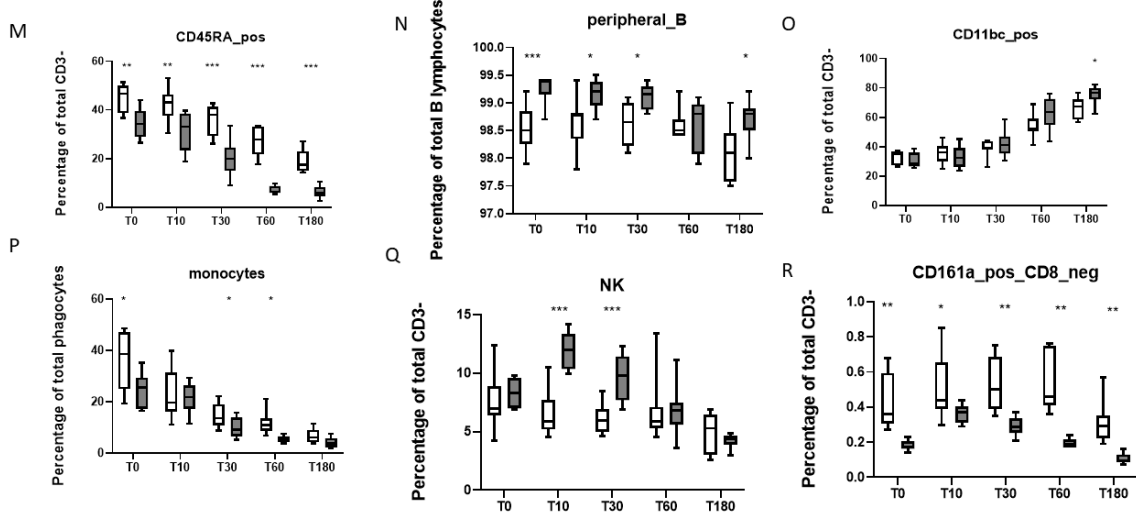 M
CD45RA_pos
Percentage of total CD3-
60
40
20
0
** ** *** *** ***
T0 T10 T30 T60 T180
N
peripheral_B
Percentage of total B lymphocytes
100.0
99.5
99.0
98.5
98.0
97.5
97.0
*** * * *
T0 T10 T30 T60 T180
O
CD11bc_pos
Percentage of total CD3-
100
80
60
40
20
0
*
T0 T10 T30 T60 T180
P
monocytes
Percentage of total phagocytes
60
40
20
0
* * *
T0 T10 T30 T60 T180
Q
NK
Percentage of total CD3-
15
10
5
0
*** ***
T0 T10 T30 T60 T180
R
CD161a_pos_CD8_neg
Percentage of total CD3-
1.0
0.8
0.6
0.4
0.2
0.0
** * ** ** **
T0 T10 T30 T60 T180